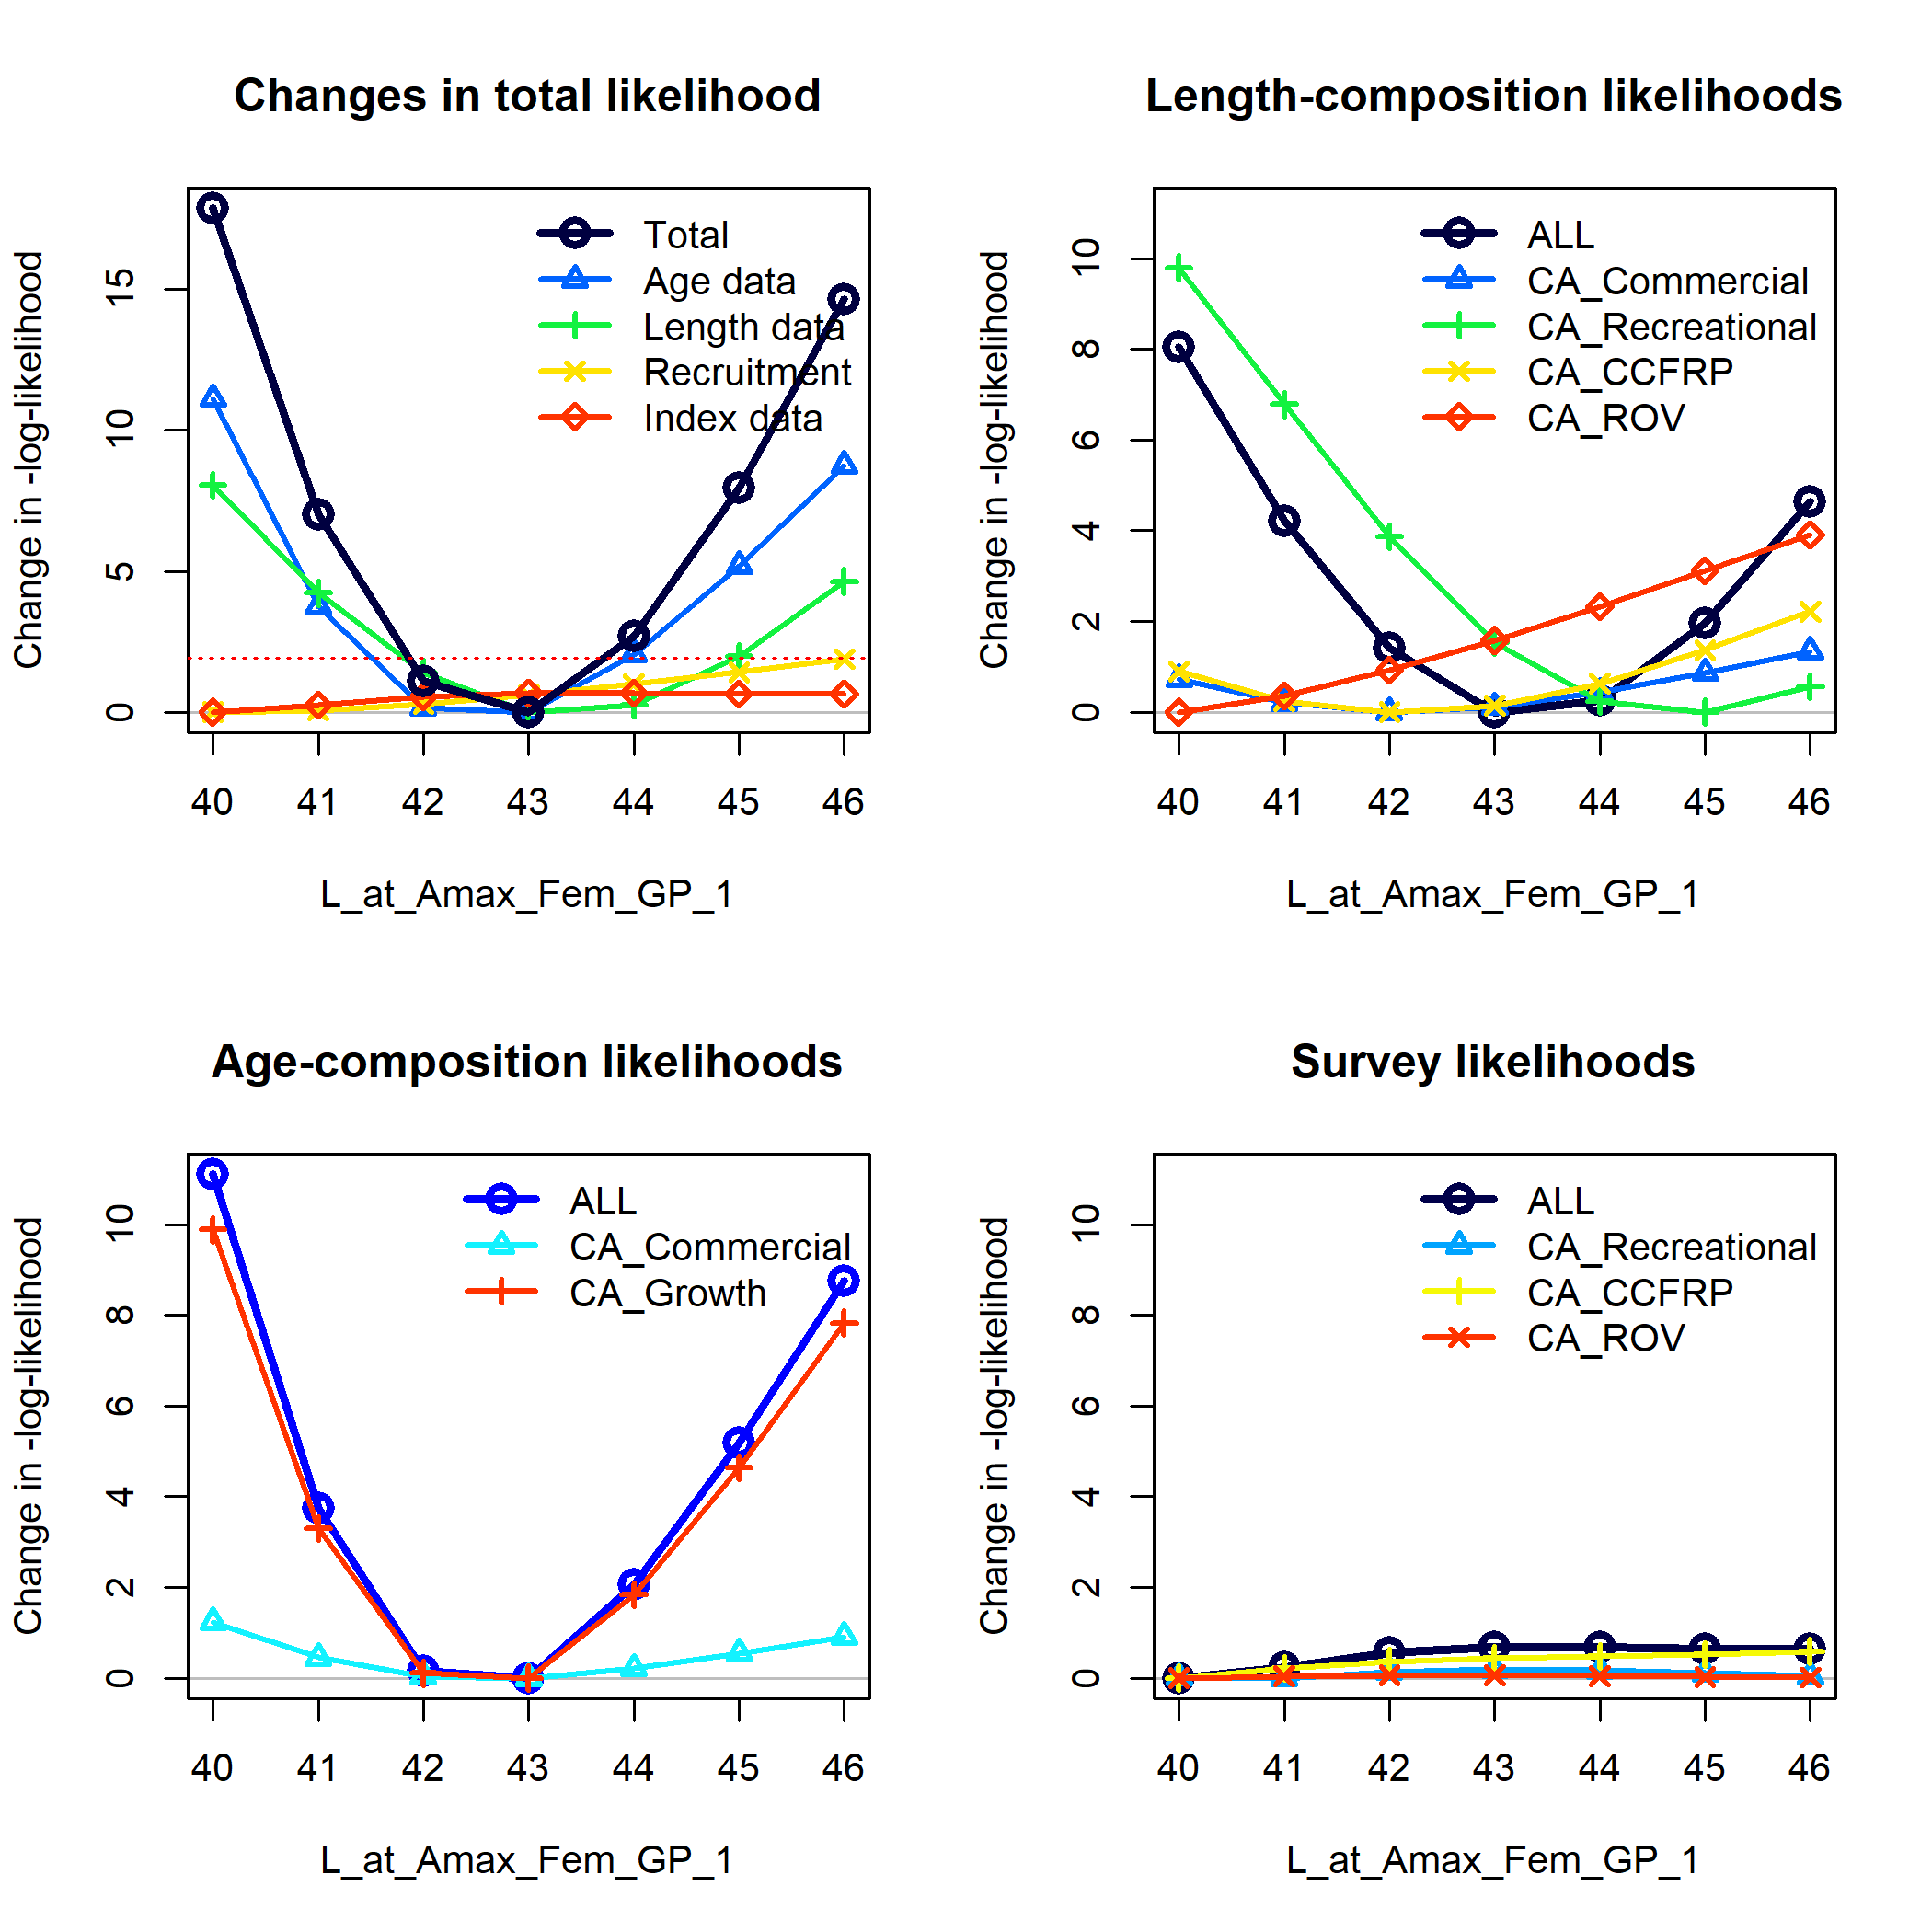 Changes in total likelihood
Change in -log-likelihood
15
10
5
0
Total
Age data
Length data
Recruitment
Index data
40 41 42 43 44 45 46
L_at_Amax_Fem_GP_1
Length-composition likelihoods
Change in -log-likelihood
10
8
6
4
2
0
ALL
CA_Commercial
CA_Recreational
CA_CCFRP
CA_ROV
40 41 42 43 44 45 46
L_at_Amax_Fem_GP_1
Age-composition likelihoods
Change in -log-likelihood
10
8
6
4
2
0
ALL
CA_Commercial
CA_Growth
40 41 42 43 44 45 46
L_at_Amax_Fem_GP_1
Survey likelihoods
Change in -log-likelihood
10
8
6
4
2
0
ALL
CA_Recreational
CA_CCFRP
CA_ROV
40 41 42 43 44 45 46
L_at_Amax_Fem_GP_1